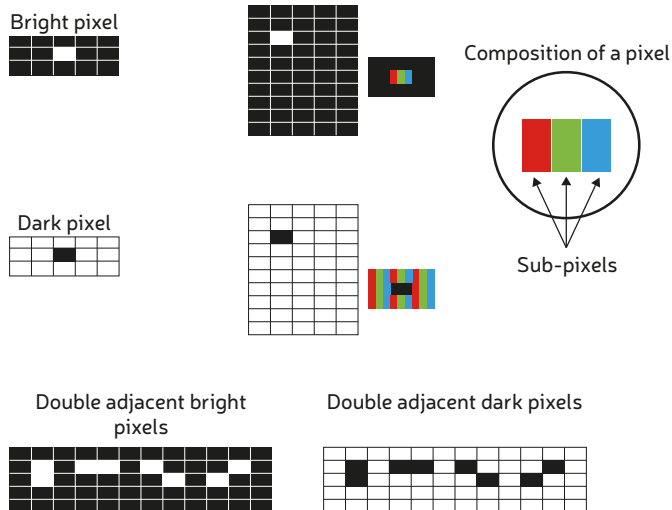 Bright pixel
Composition of a pixel
Dark pixel
Sub-pixels
Double adjacent bright
pixels
Double adjacent dark pixels